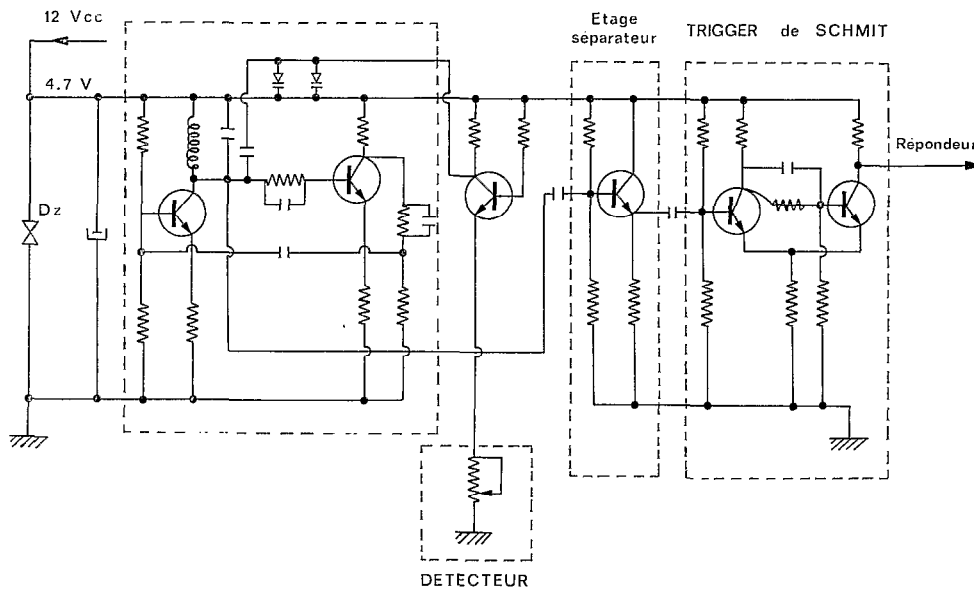 12 Vcc
4.7 V
Dz
Etage
séparateur
TRIGGER de SCHMIT
Répondeur
DETECTEUR